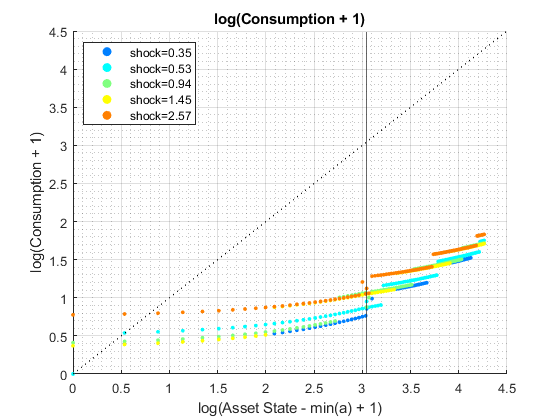 log(Consumption + 1)
4.5
4
3.5
3
2.5
2
1.5
1
0.5
0
log(Consumption + 1)
shock=0.35
shock=0.53
shock=0.94
shock=1.45
shock=2.57
0 0.5 1 1.5 2 2.5 3 3.5 4 4.5
log(Asset State - min(a) + 1)